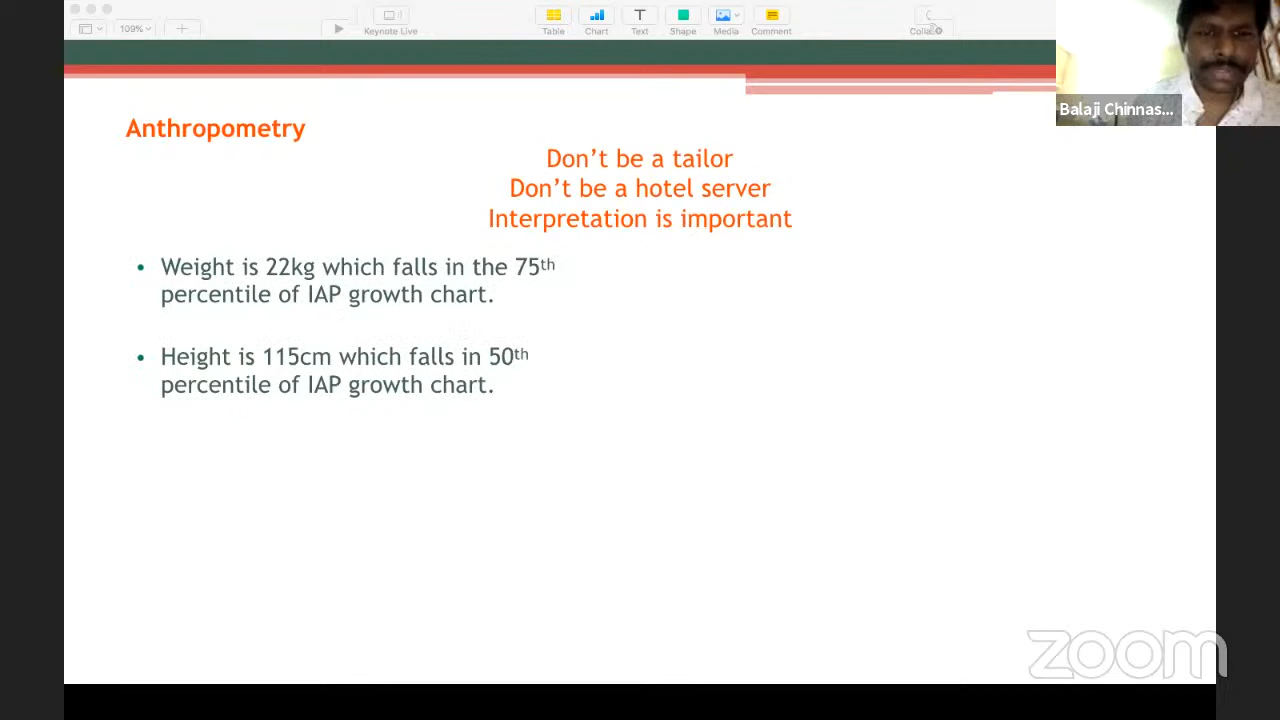 109%
Keynote Live
Table
Chart
Text
Shape
Media
Comment
Balaji Chinnas...
Anthropometry
Don't be a tailor
Don't be a hotel server
Interpretation is important
• Weight is 22kg which falls in the 75th
percentile of IAP growth chart.
• Height is 115cm which falls in 50th
percentile of IAP growth chart.
zoom